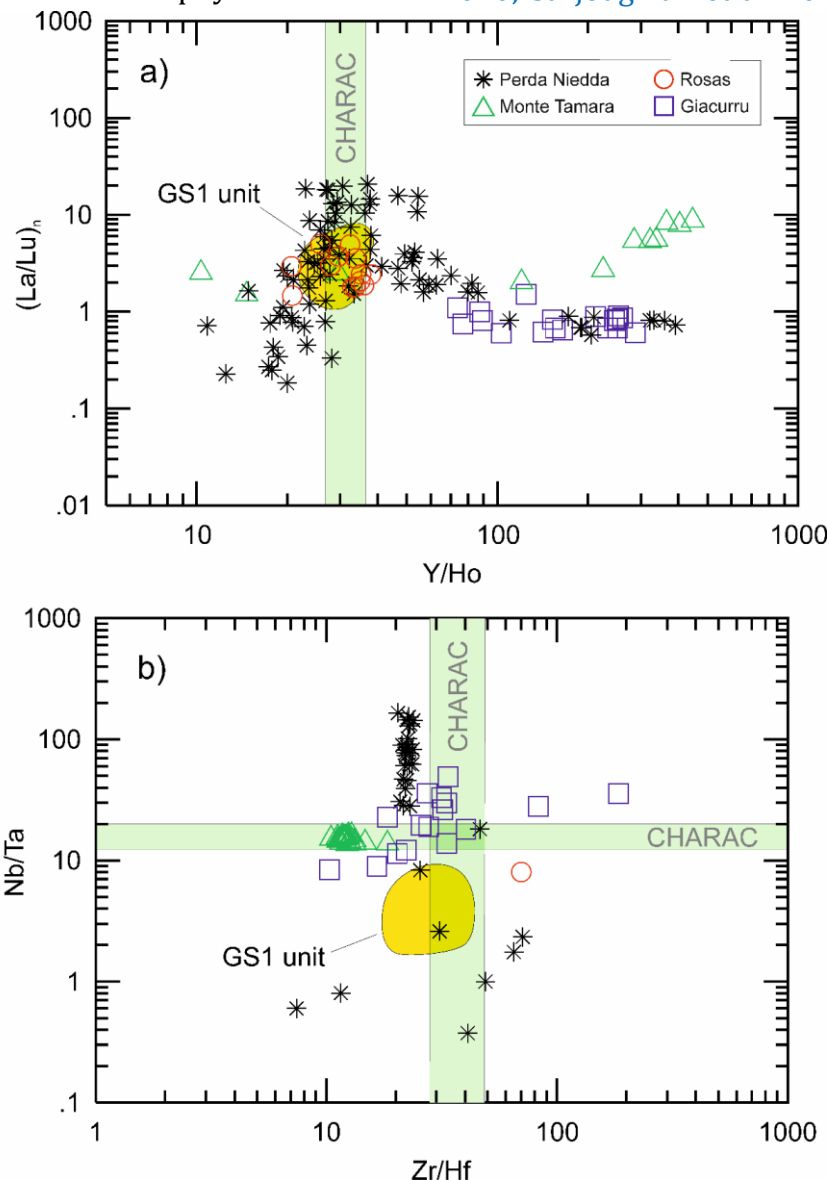 a)
1000
100
10
1
.1
.01
(La/Lu)n
CHARAC
GS1 unit
Perda Niedda
Rosas
Monte Tamara
Giacurru
10
100
1000
Y/Ho
b)
1000
100
10
1
.1
Nb/Ta
CHARAC
CHARAC
GS1 unit
1
10
100
1000
Zr/Hf